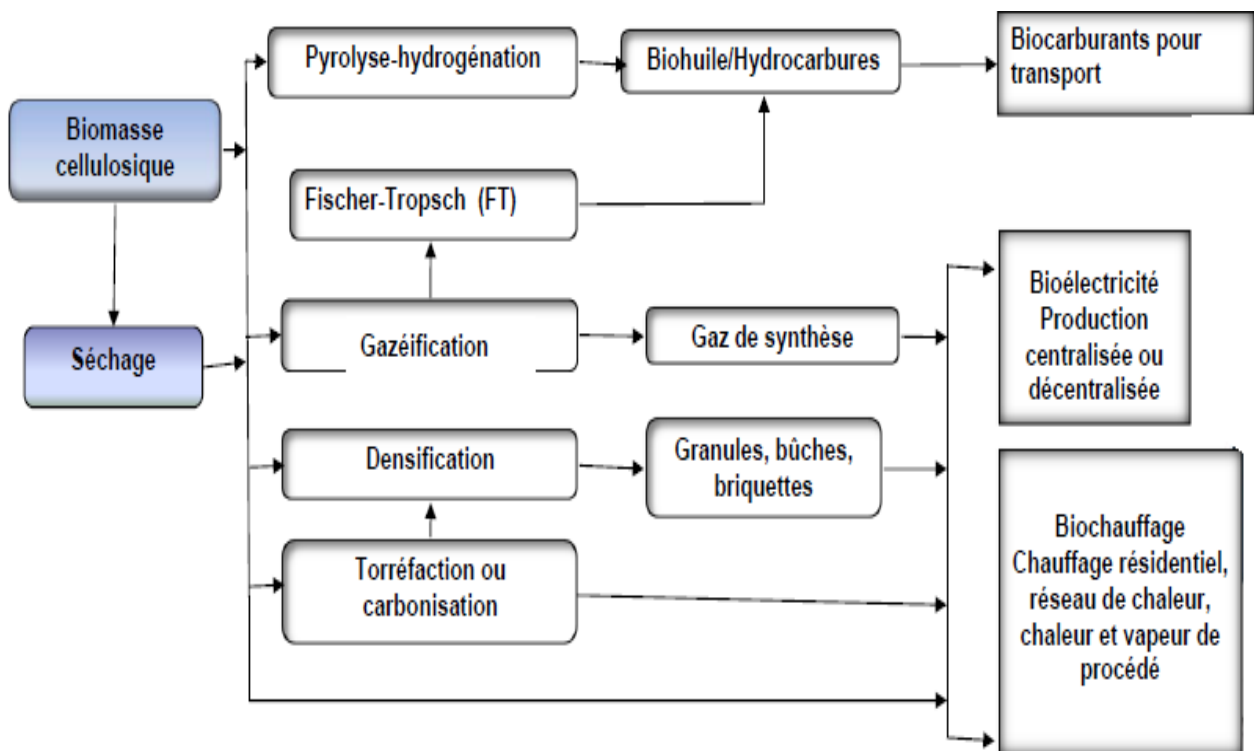 Pyrolyse-hydrogénation
Biohuile/Hydrocarbures
Biocarburants pour
transport
Biomasse
cellulosique
Fischer-Tropsch (FT)
Séchage
Gazéification
Gaz de synthèse
Bioélectricité
Production
centralisée ou
décentralisée
Densification
Granules, bûches,
briquettes
Torréfaction ou
carbonisation
Biochauffage
Chauffage résidentiel,
réseau de chaleur,
chaleur et vapeur de
procédé